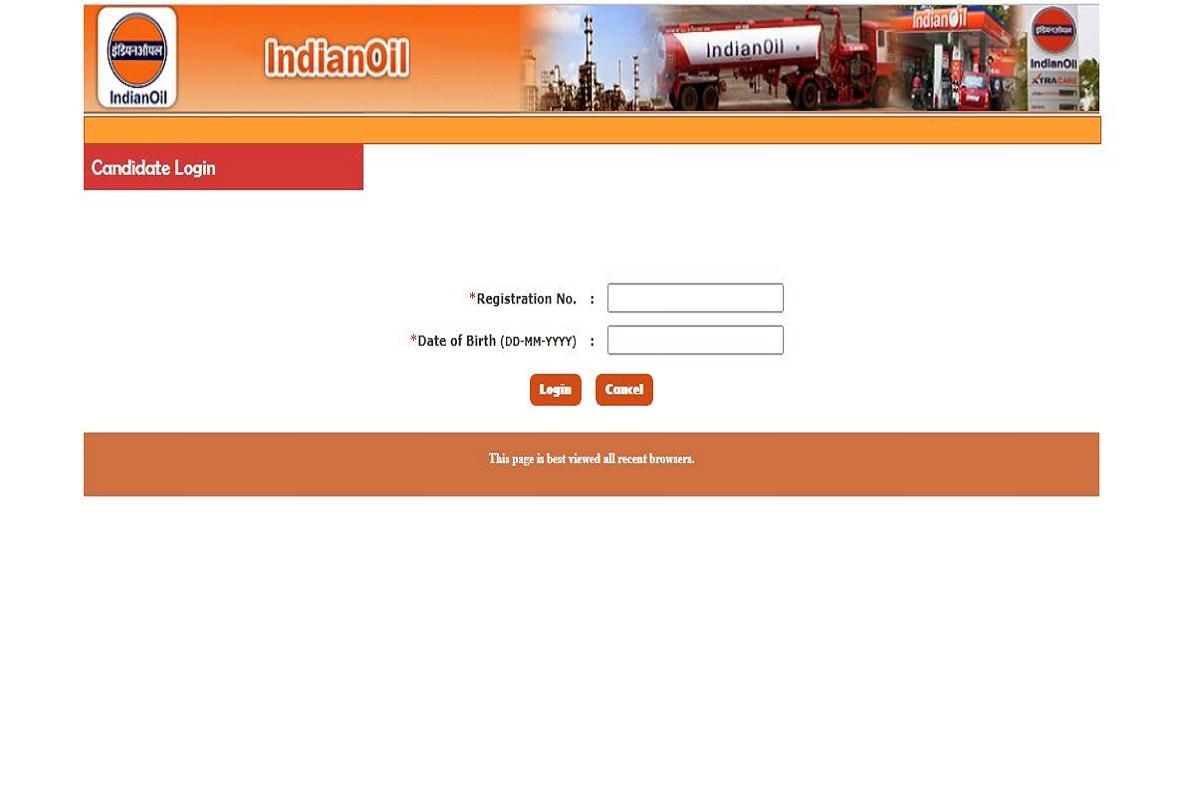 इंडियनऑयल
IndianOil
IndianOil
IndianOil
IndianOil
इंडियनऑयल
IndianOil
XTRACARE
Candidate Login
*Registration No. :
*Date of Birth (DD-MM-YYYY) :
Login Cancel
This page is best viewed all recent browsers.